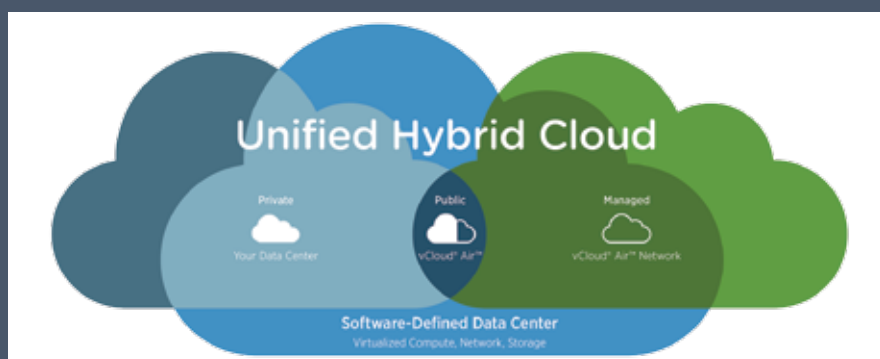 Unified Hybrid Cloud
Private
Public
Managed
Your Data Center
vCloud® Air™
vCloud® Air™ Network
Software-Defined Data Center
Virtualized Compute, Network, Storage